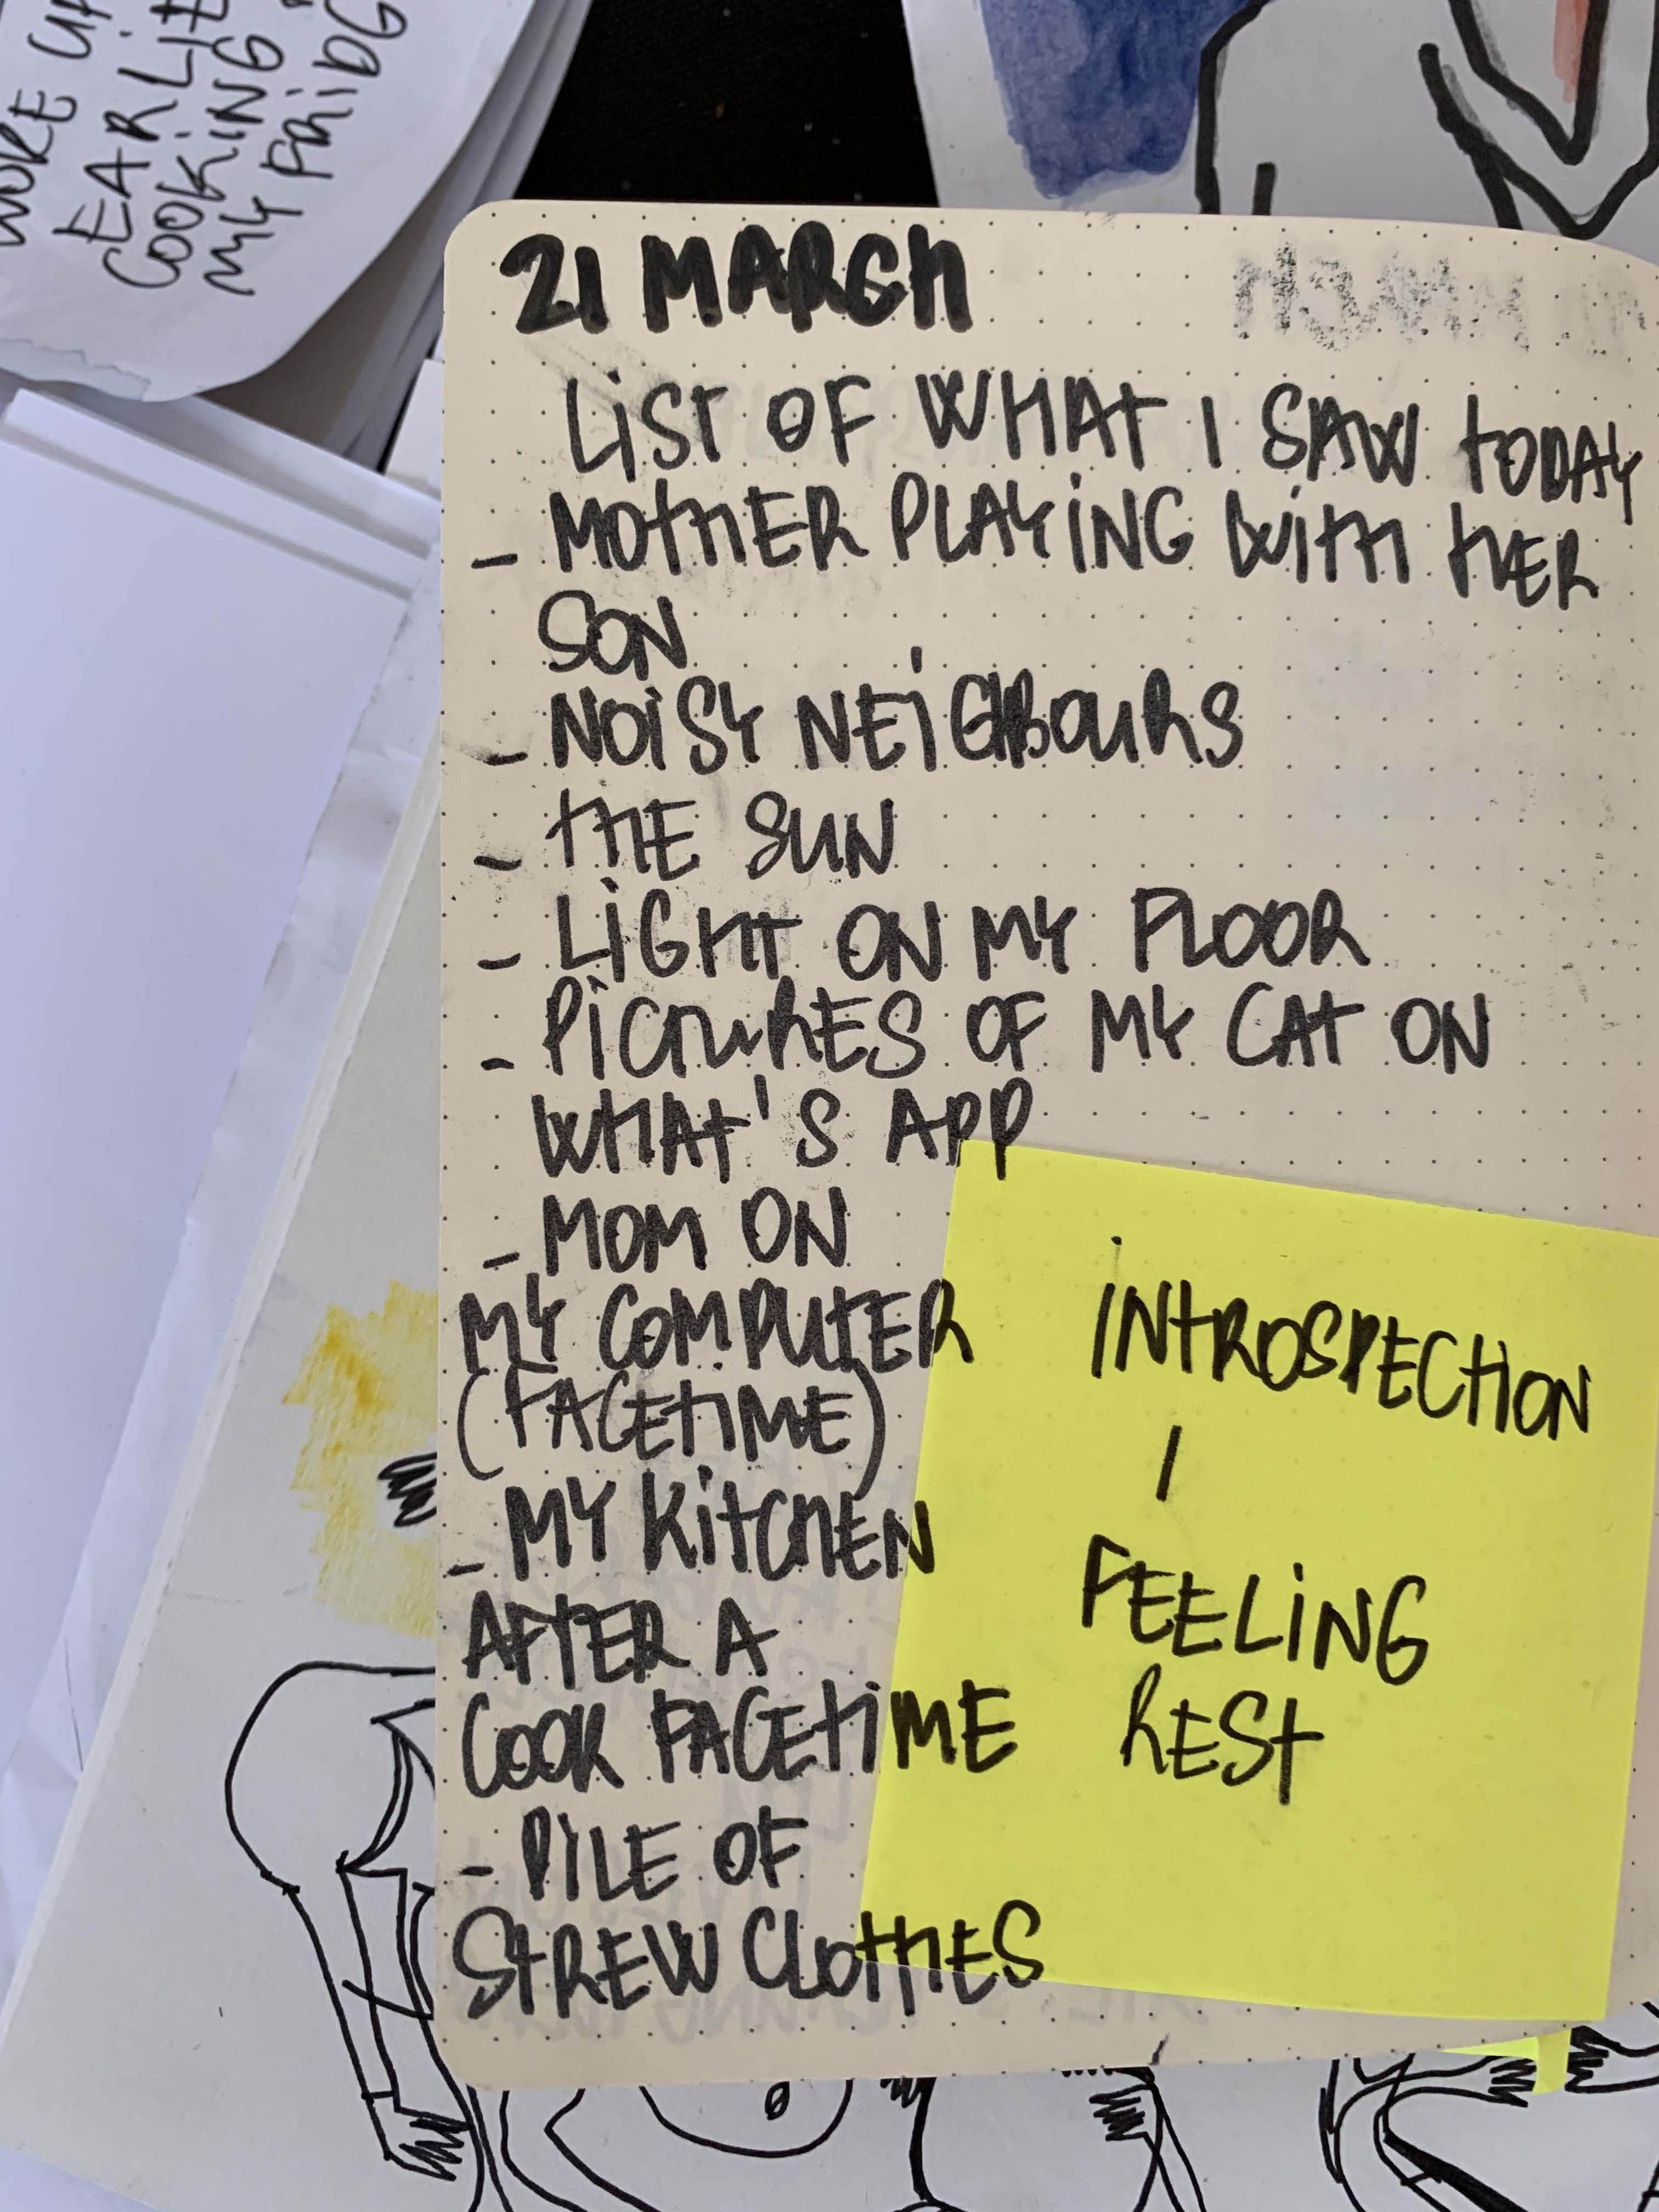 WOKE UP
EARLIE
COOKING
MY FRIDG
21 MARCH
LIST OF WHAT I SAW TODAY
- MOTHER PLAYING WITH HER
SON
- NOISY NEIGHBOURS
- THE SUN
- LIGHT ON MY FLOOR
- PICTURES OF MY CAT ON
WHAT'S APP
- MOM ON
MY COMPUTER
(FACETIME)
- MY KITCHEN
AFTER A
COOK FACETIME
- PILE OF
STREW CLOTHES
INTROSPECTION
/
FEELING
REST